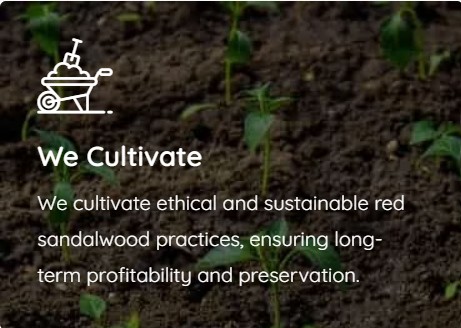 We Cultivate
We cultivate ethical and sustainable red
sandalwood practices, ensuring long-
term profitability and preservation.